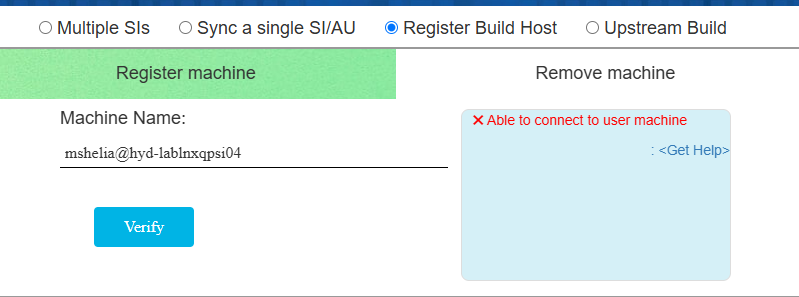 Multiple SIs Sync a single SI/AU Register Build Host Upstream Build
Register machine Remove machine
Machine Name:
mshelia@hyd-lablnxqpsi04
Verify
Able to connect to user machine
: <Get Help>